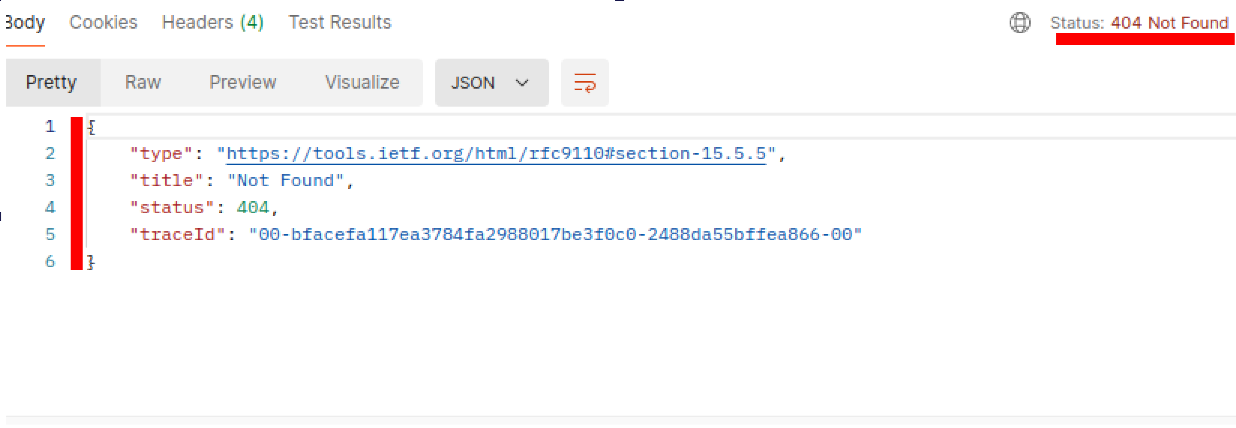 Body Cookies Headers (4) Test Results Status: 404 Not Found
Pretty Raw Preview Visualize JSON
1 {
2 "type": "https://tools.ietf.org/html/rfc9110#section-15.5.5",
3 "title": "Not Found",
4 "status": 404,
5 "traceId": "00-bfacefa117ea3784fa2988017be3f0c0-2488da55bffea866-00"
6 }